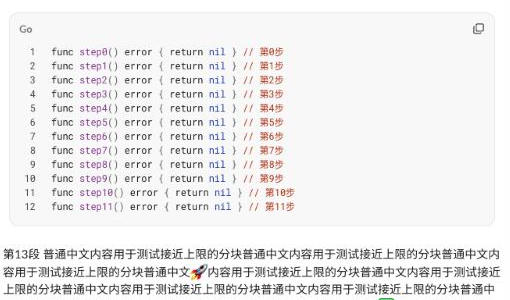 Go
1 func step0() error { return nil } // 第0步
2 func step1() error { return nil } // 第1步
3 func step2() error { return nil } // 第2步
4 func step3() error { return nil } // 第3步
5 func step4() error { return nil } // 第4步
6 func step5() error { return nil } // 第5步
7 func step6() error { return nil } // 第6步
8 func step7() error { return nil } // 第7步
9 func step8() error { return nil } // 第8步
10 func step9() error { return nil } // 第9步
11 func step10() error { return nil } // 第10步
12 func step11() error { return nil } // 第11步
第13段 普通中文内容用于测试接近上限的分块普通中文内容用于测试接近上限的分块普通中文内
容用于测试接近上限的分块普通中文🚀内容用于测试接近上限的分块普通中文内容用于测试接近
上限的分块普通中文内容用于测试接近上限的分块普通中文内容用于测试接近上限的分块普通中